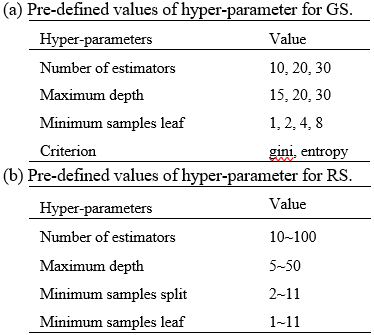 (a) Pre-defined values of hyper-parameter for GS.
Hyper-parameters Value
Number of estimators 10, 20, 30
Maximum depth 15, 20, 30
Minimum samples leaf 1, 2, 4, 8
Criterion gini, entropy
(b) Pre-defined values of hyper-parameter for RS.
Hyper-parameters Value
Number of estimators 10~100
Maximum depth 5~50
Minimum samples split 2~11
Minimum samples leaf 1~11